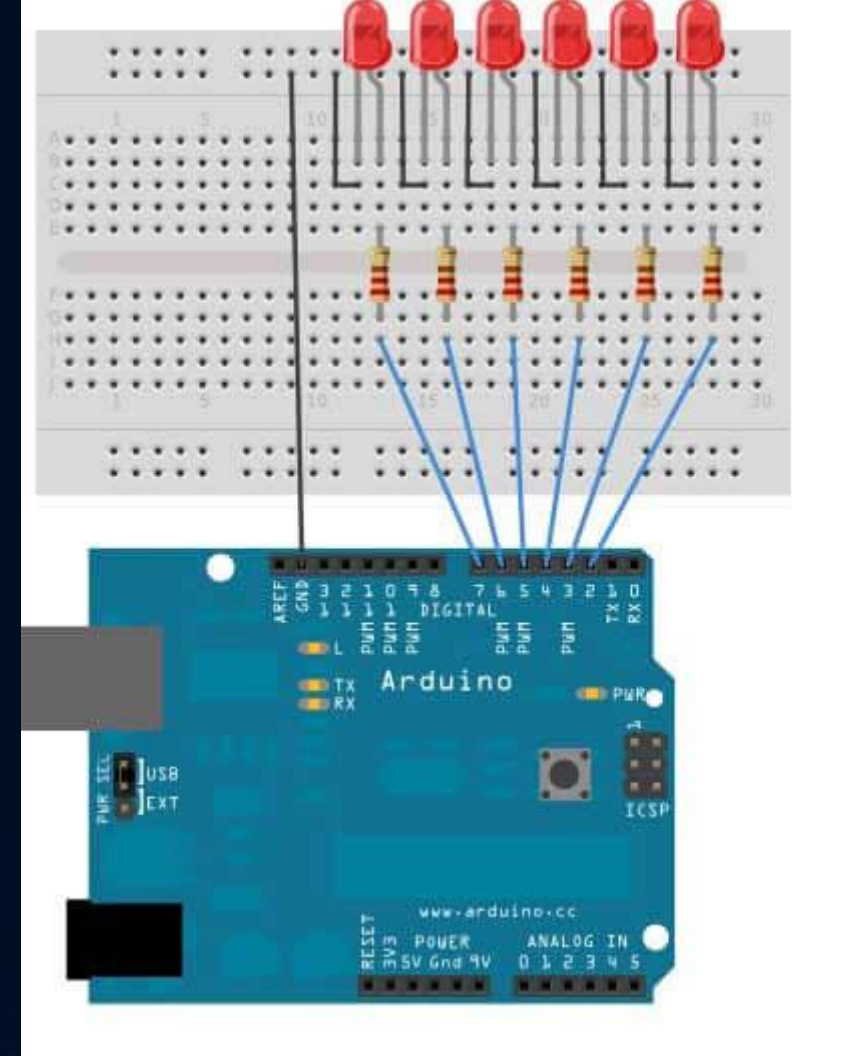 1 5 10 15 20 25 30
A
B
C
D
E
F
G
H
I
J
1 5 10 15 20 25 30
AREF GND 13 12 11 10 9 8 7 6 5 4 3 2 1 0
TX RX
DIGITAL
PWM PWM PWM PWM PWM PWM
L
TX
RX
Arduino
PWR
1
PWR SEL
USB
EXT
ICSP
www.arduino.cc
RESET 3V3
POWER
5V Gnd 9V
ANALOG IN
0 1 2 3 4 5